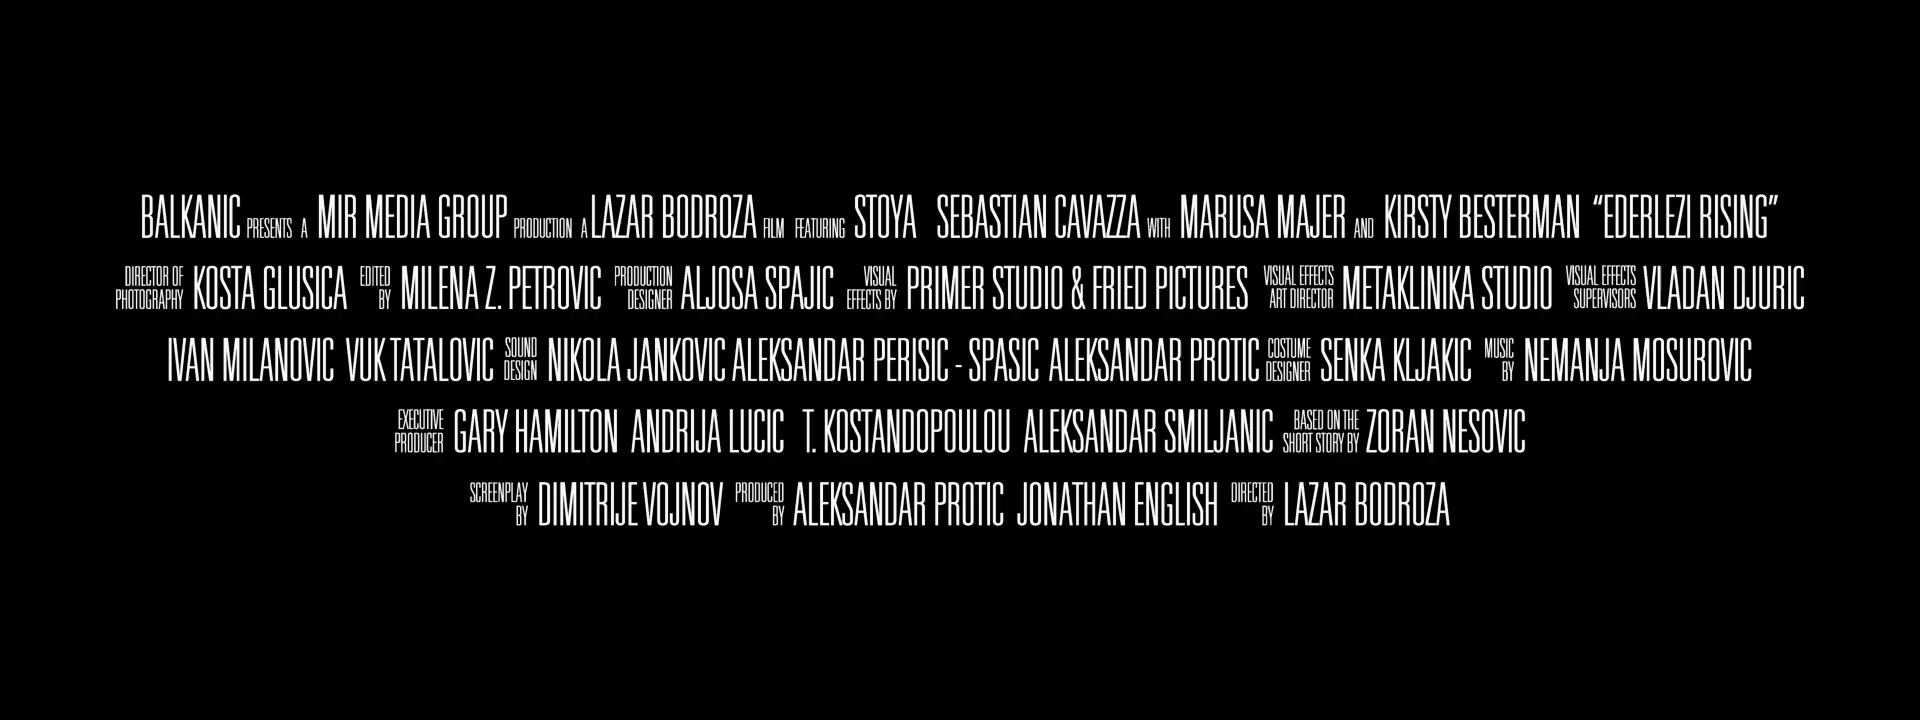 BALKANIC PRESENTS A MIR MEDIA GROUP PRODUCTION A LAZAR BODROZA FILM FEATURING STOYA SEBASTIAN CAVAZZA WITH MARUSA MAJER AND KIRSTY BESTERMAN “EDERLEZI RISING”
DIRECTOR OF PHOTOGRAPHY KOSTA GLUSICA EDITED BY MILENA Z. PETROVIC PRODUCTION DESIGNER ALJOSA SPAJIC VISUAL EFFECTS BY PRIMER STUDIO & FRIED PICTURES VISUAL EFFECTS ART DIRECTOR METAKLINIKA STUDIO VISUAL EFFECTS SUPERVISORS VLADAN DJURIC
IVAN MILANOVIC VUK TATALOVIC SOUND DESIGN NIKOLA JANKOVIC ALEKSANDAR PERISIC - SPASIC ALEKSANDAR PROTIC COSTUME DESIGNER SENKA KLJAKIC MUSIC BY NEMANJA MOSUROVIC
EXECUTIVE PRODUCER GARY HAMILTON ANDRIJA LUCIC T. KOSTANDOPOULOU ALEKSANDAR SMILJANIC BASED ON THE SHORT STORY BY ZORAN NESOVIC
SCREENPLAY BY DIMITRIJE VOJNOV PRODUCED BY ALEKSANDAR PROTIC JONATHAN ENGLISH DIRECTED BY LAZAR BODROZA